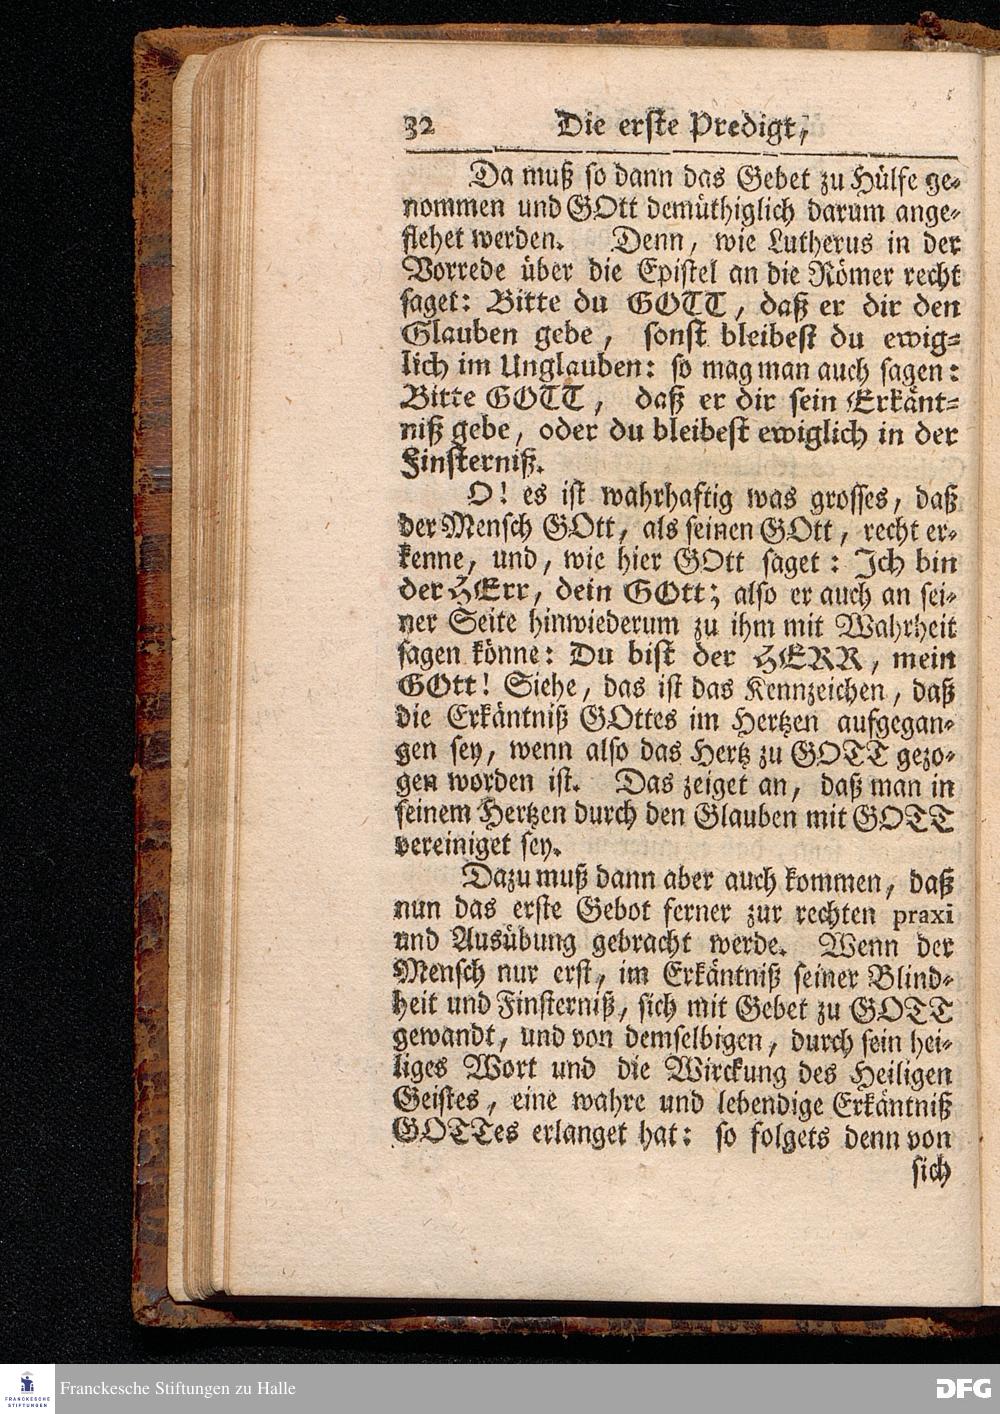 32 Die erste Predigt,
Da muß so dann das Gebet zu Hülfe ge-
nommen und GOtt demüthiglich darum ange-
flehet werden. Denn, wie Lutherus in der
Vorrede über die Epistel an die Römer recht
saget: Bitte du GOTT, daß er dir den
Glauben gebe, sonst bleibest du ewig-
lich im Unglauben: so mag man auch sagen:
Bitte GOTT, daß er dir sein Erkänt-
niß gebe, oder du bleibest ewiglich in der
Finsterniß.
O! es ist wahrhaftig was grosses, daß
der Mensch GOtt, als seinen GOtt, recht er-
kenne, und, wie hier GOtt saget: Ich bin
der HErr, dein GOtt; also er auch an sei-
ner Seite hinwiederum zu ihm mit Wahrheit
sagen könne: Du bist der HERR, mein
GOtt! Siehe, das ist das Kennzeichen, daß
die Erkäntniß GOttes im Hertzen aufgegan-
gen sey, wenn also das Hertz zu GOTT gezo-
gen worden ist. Das zeiget an, daß man in
seinem Hertzen durch den Glauben mit GOTT
vereiniget sey.
Dazu muß dann aber auch kommen, daß
nun das erste Gebot ferner zur rechten praxi
und Ausübung gebracht werde. Wenn der
Mensch nur erst, im Erkäntniß seiner Blind-
heit und Finsterniß, sich mit Gebet zu GOTT
gewandt, und von demselbigen, durch sein hei-
liges Wort und die Wirckung des Heiligen
Geistes, eine wahre und lebendige Erkäntniß
GOTTes erlanget hat: so folgets denn von
sich
FRANCKESCHE
STIFTUNGEN
Franckesche Stiftungen zu Halle
DFG